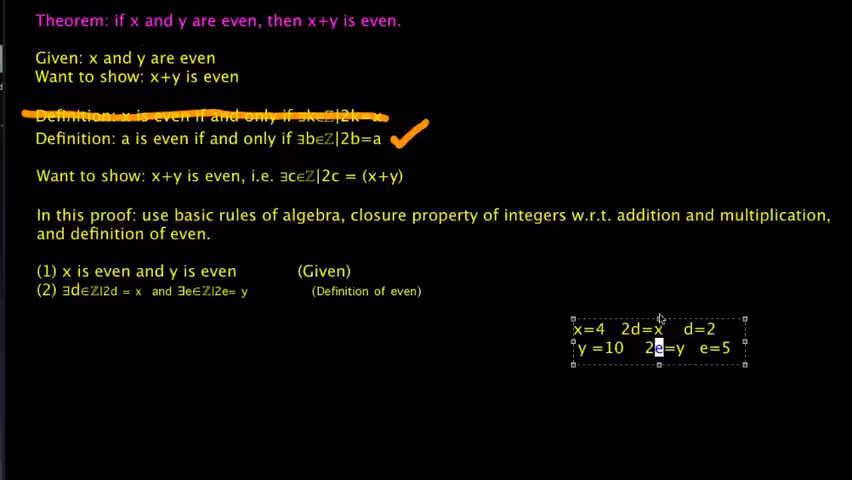 Theorem: if x and y are even, then x+y is even.
Given: x and y are even
Want to show: x+y is even
Definition: x is even if and only if ∃k∈ℤ|2k=x
Definition: a is even if and only if ∃b∈ℤ|2b=a
Want to show: x+y is even, i.e. ∃c∈ℤ|2c = (x+y)
In this proof: use basic rules of algebra, closure property of integers w.r.t. addition and multiplication,
and definition of even.
(1) x is even and y is even (Given)
(2) ∃d∈ℤ|2d = x and ∃e∈ℤ|2e= y (Definition of even)
x=4 2d=x d=2
y =10 2e=y e=5